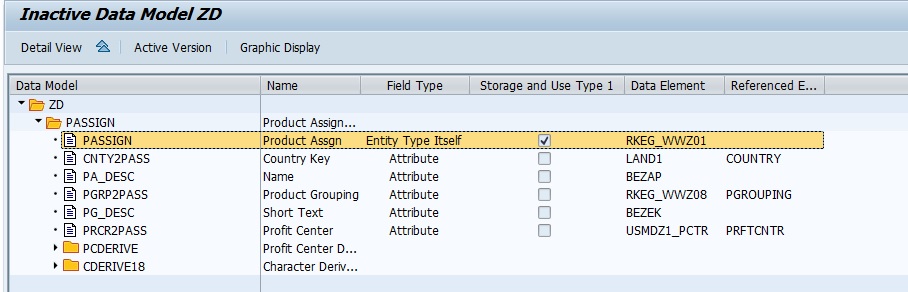 Inactive Data Model ZD
Detail View Active Version Graphic Display
Data Model Name Field Type Storage and Use Type 1 Data Element Referenced E...
ZD
PASSIGN Product Assign...
PASSIGN Product Assgn Entity Type Itself RKEG_WWZ01
CNTY2PASS Country Key Attribute LAND1 COUNTRY
PA_DESC Name Attribute BEZAP
PGRP2PASS Product Grouping Attribute RKEG_WWZ08 PGROUPING
PG_DESC Short Text Attribute BEZEK
PRCR2PASS Profit Center Attribute USMDZ1_PCTR PRFTCNTR
PCDERIVE Profit Center D...
CDERIVE18 Character Deriv...